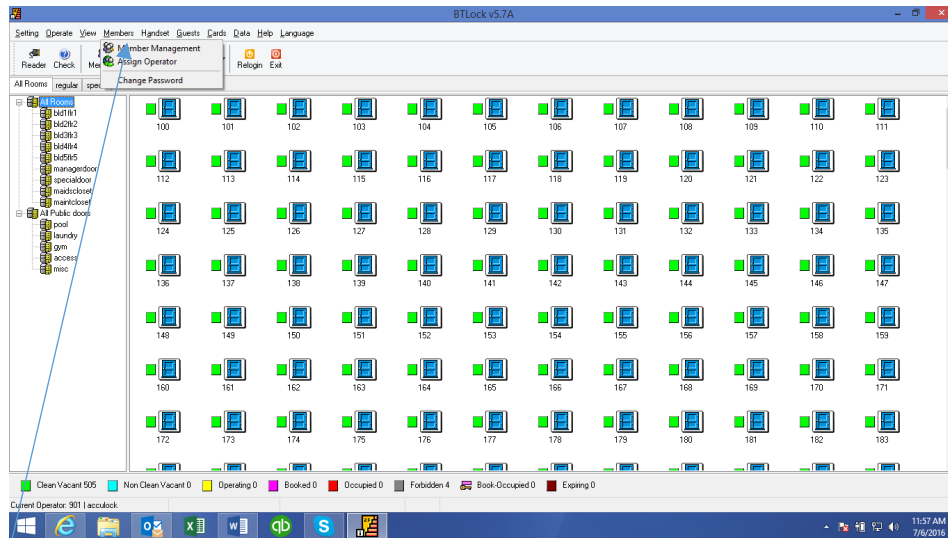 BTLock v5.7A
Setting Operate View Members Handset Guests Cards Data Help Language
Member Management
Assign Operator
Change Password
Reader Check Relogin Exit
All Rooms regular
All Rooms
bld1flr1
bld2flr2
bld3flr3
bld4flr4
bld5flr5
managerdoor
specialdoor
maidscloset
maintcloset
All Public doors
pool
laundry
gym
access
misc
100 101 102 103 104 105 106 107 108 109 110 111
112 113 114 115 116 117 118 119 120 121 122 123
124 125 126 127 128 129 130 131 132 133 134 135
136 137 138 139 140 141 142 143 144 145 146 147
148 149 150 151 152 153 154 155 156 157 158 159
160 161 162 163 164 165 166 167 168 169 170 171
172 173 174 175 176 177 178 179 180 181 182 183
Clean Vacant 505 Non Clean Vacant 0 Operating 0 Booked 0 Occupied 0 Forbidden 4 Book-Occupied 0 Expiring 0
Current Operator: 901 | acculock.
11:57 AM
7/6/2016